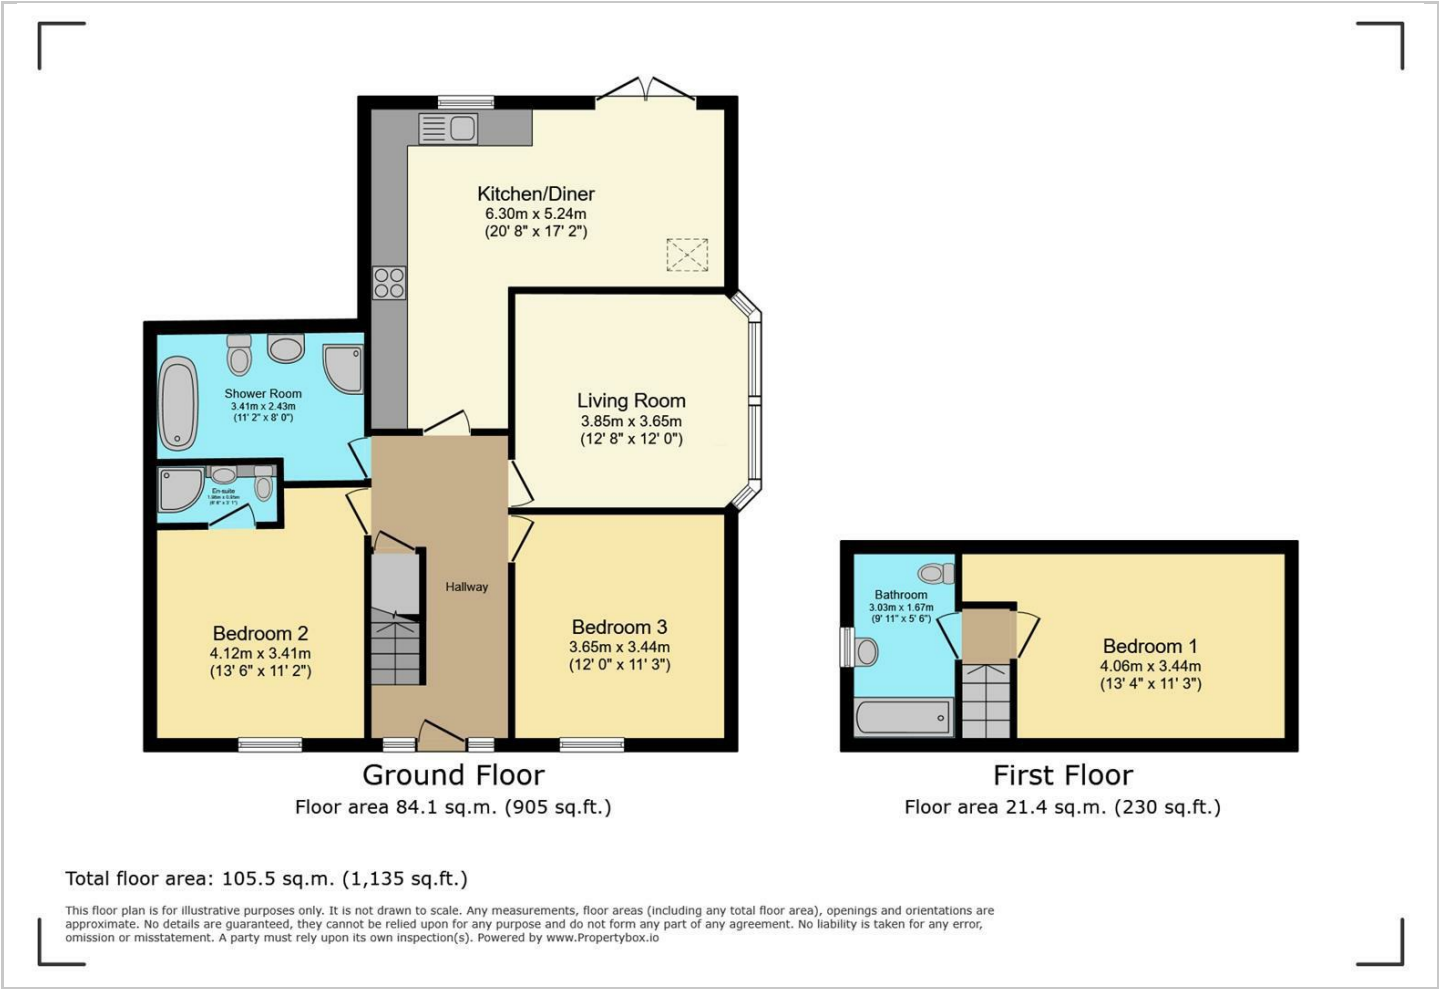 Kitchen/Diner
6.30m x 5.24m
(20' 8" x 17' 2")
Shower Room
3.41m x 2.43m
(11' 2" x 8' 0")
Living Room
3.85m x 3.65m
(12' 8" x 12' 0")
En-suite
Hallway
Bedroom 2
4.12m x 3.41m
(13' 6" x 11' 2")
Bedroom 3
3.65m x 3.44m
(12' 0" x 11' 3")
Bathroom
3.03m x 1.67m
(9' 11" x 5' 6")
Bedroom 1
4.06m x 3.44m
(13' 4" x 11' 3")
Ground Floor
Floor area 84.1 sq.m. (905 sq.ft.)
First Floor
Floor area 21.4 sq.m. (230 sq.ft.)
Total floor area: 105.5 sq.m. (1,135 sq.ft.)
This floor plan is for illustrative purposes only. It is not drawn to scale. Any measurements, floor areas (including any total floor area), openings and orientations are
approximate. No details are guaranteed, they cannot be relied upon for any purpose and do not form any part of any agreement. No liability is taken for any error,
omission or misstatement. A party must rely upon its own inspection(s). Powered by www.Propertybox.io